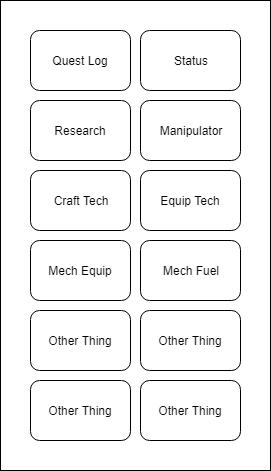 Quest Log
Status
Research
Manipulator
Craft Tech
Equip Tech
Mech Equip
Mech Fuel
Other Thing
Other Thing
Other Thing
Other Thing